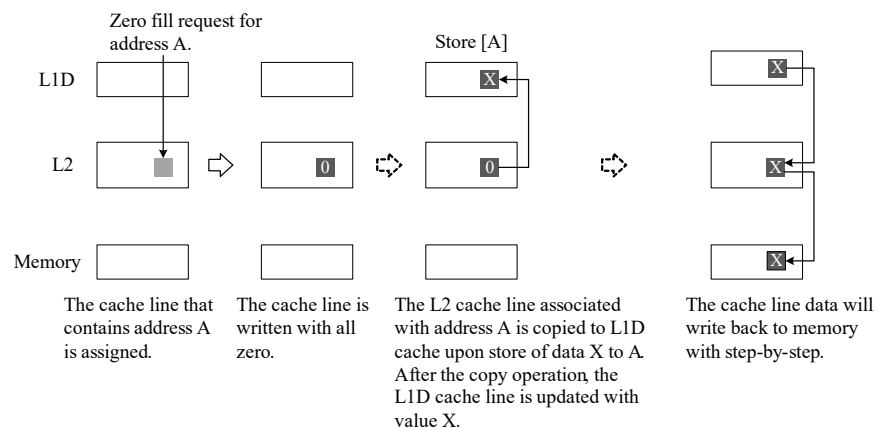 Zero fill request for
address A.
Store [A]
L1D
X
X
L2
0
0
X
Memory
X
The cache line that
contains address A
is assigned.
The cache line is
written with all
zero.
The L2 cache line associated
with address A is copied to L1D
cache upon store of data X to A.
After the copy operation, the
L1D cache line is updated with
value X.
The cache line data will
write back to memory
with step-by-step.